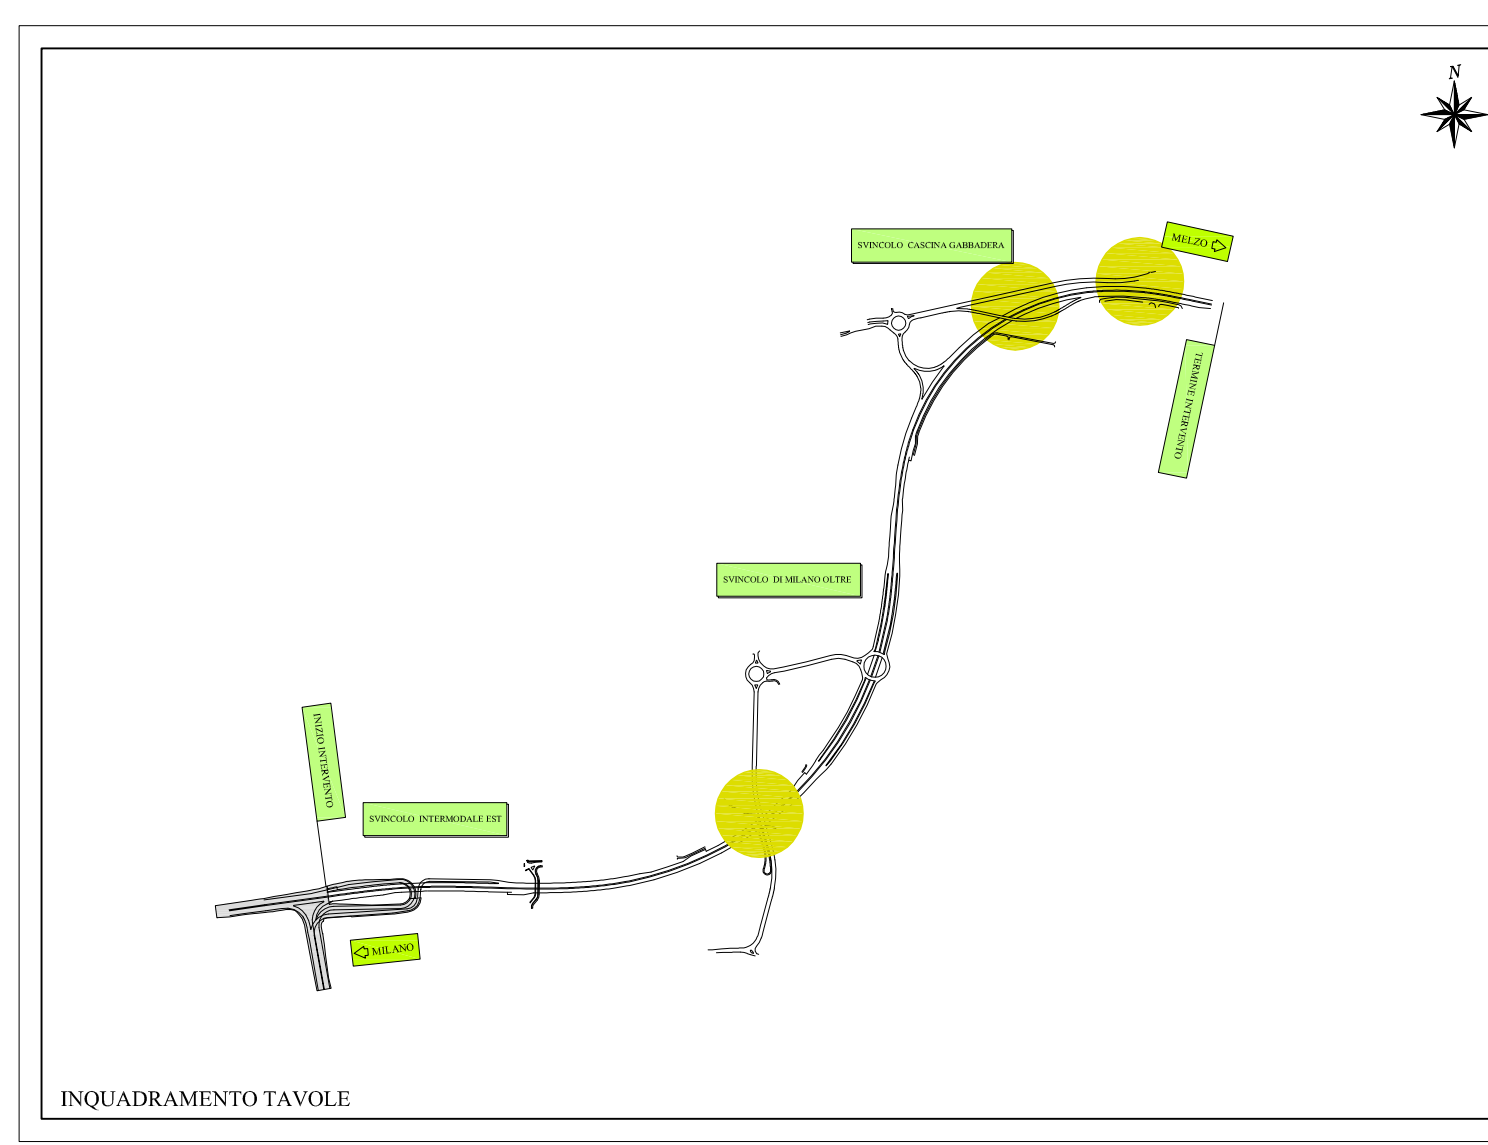 N
MELZO
SVINCOLO CASCINA GABBADERA
TERMINE INTERVENTO
SVINCOLO DI MILANO OLTRE
INIZIO INTERVENTO
SVINCOLO INTERMODALE EST
MILANO
INQUADRAMENTO TAVOLE